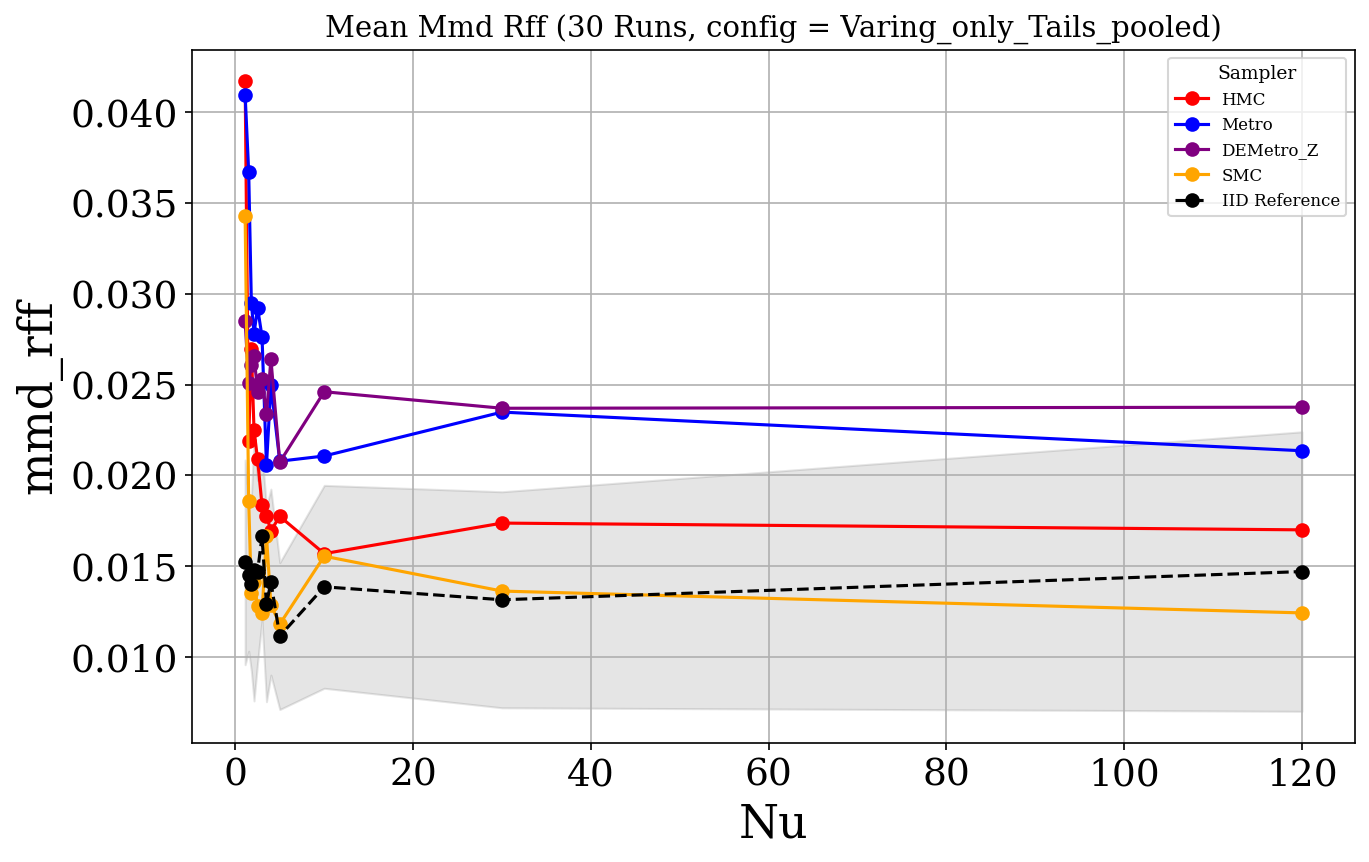 Mean Mmd Rff (30 Runs, config = Varing_only_Tails_pooled)
Sampler
HMC
Metro
DEMetro_Z
SMC
IID Reference
mmd_rff
0.040
0.035
0.030
0.025
0.020
0.015
0.010
0 20 40 60 80 100 120
Nu